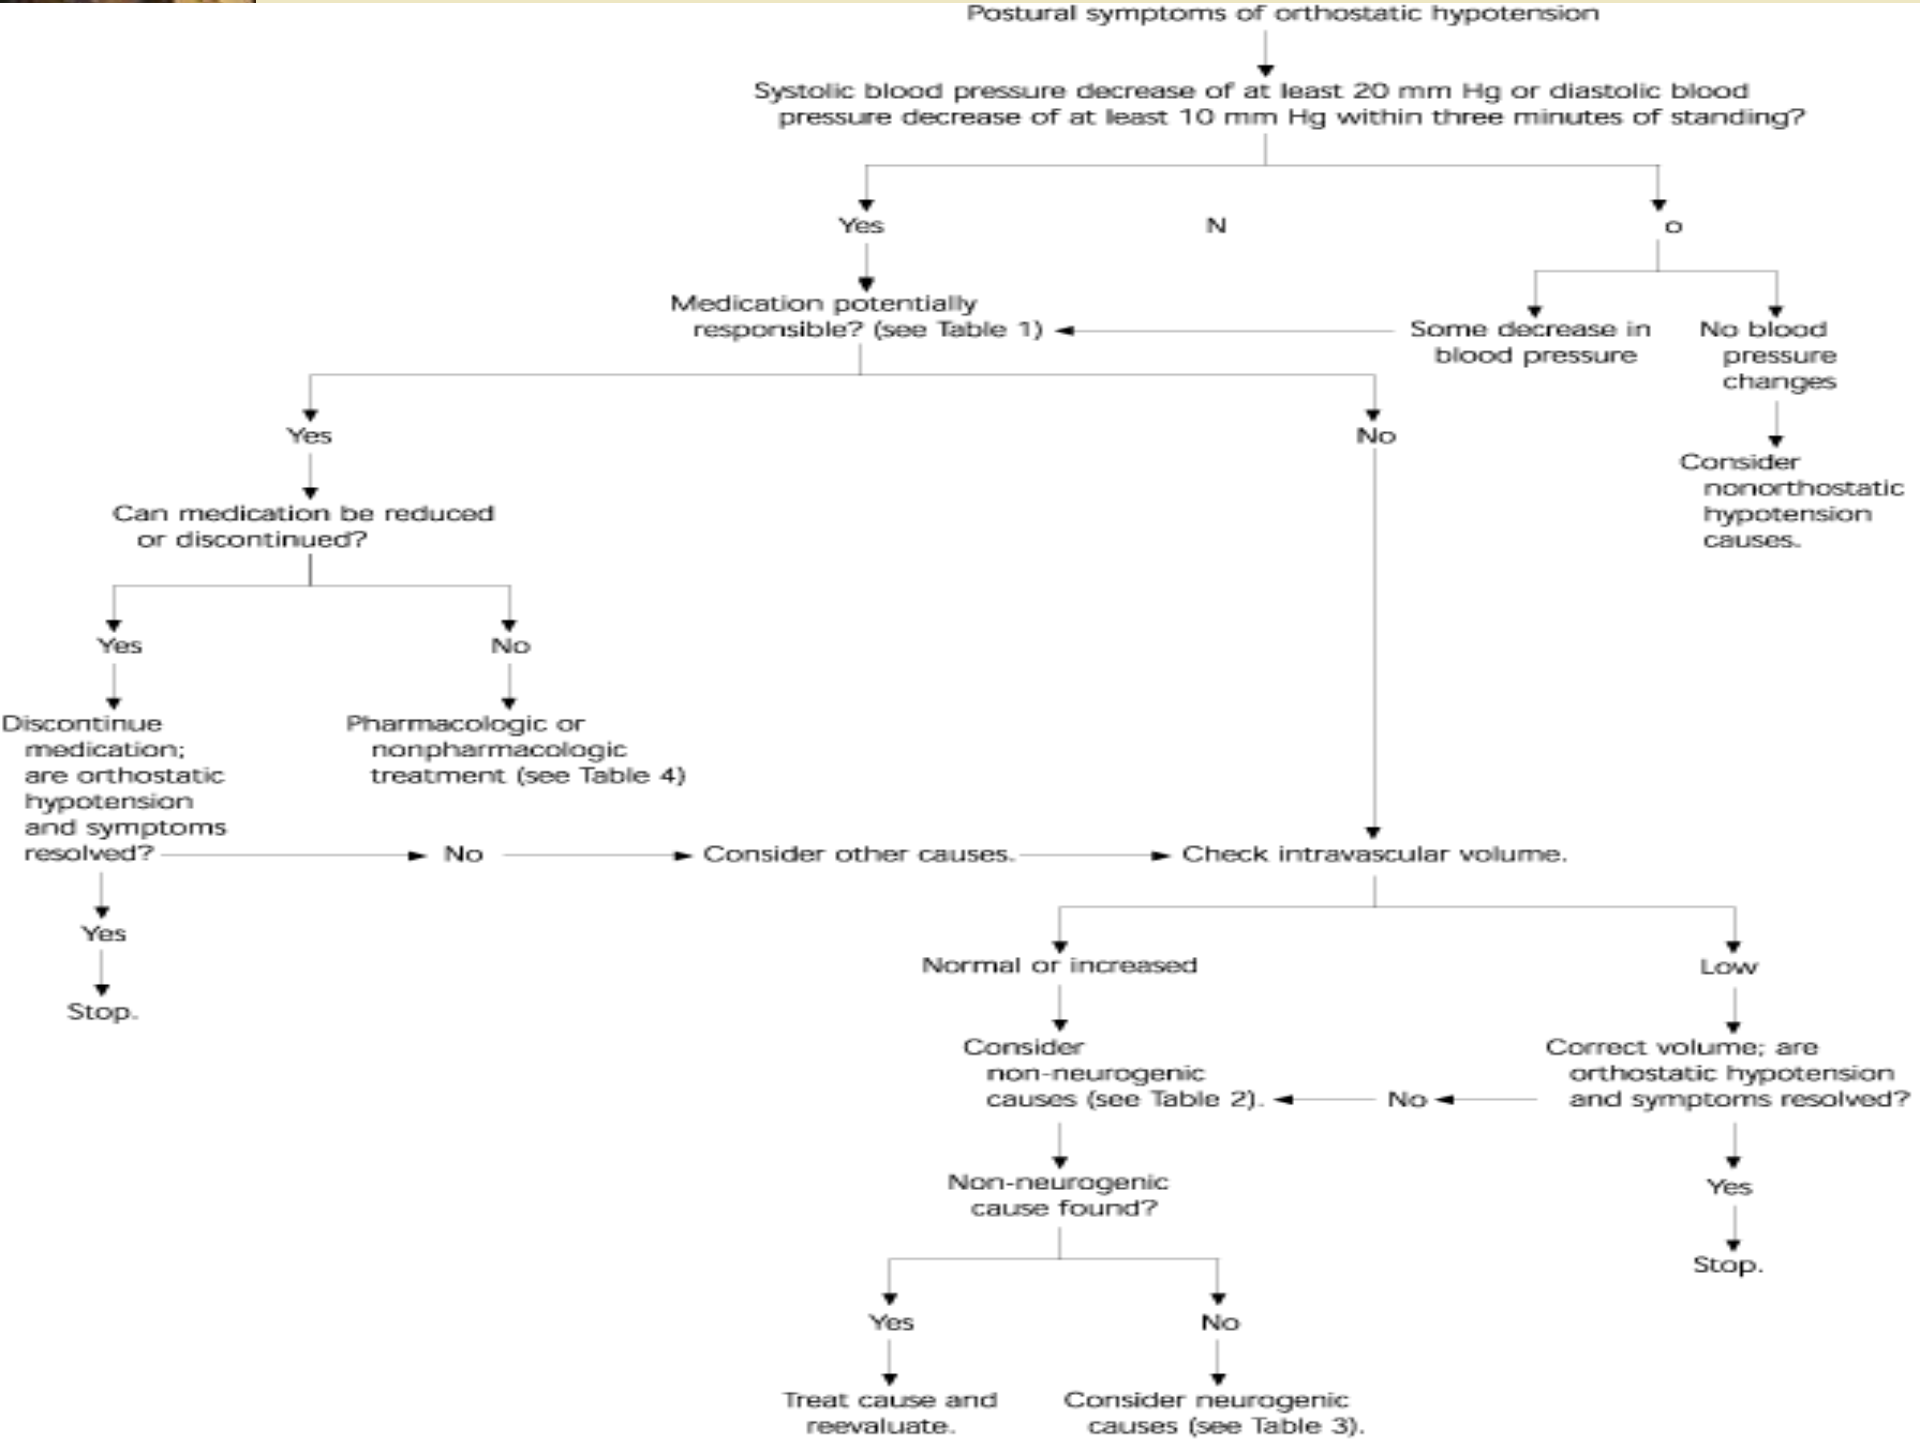 Postural symptoms of orthostatic hypotension
Systolic blood pressure decrease of at least 20 mm Hg or diastolic blood
pressure decrease of at least 10 mm Hg within three minutes of standing?
Yes
N
o
Medication potentially
responsible? (see Table 1)
Some decrease in
blood pressure
No blood
pressure
changes
Yes
No
Consider
nonorthostatic
hypotension
causes.
Can medication be reduced
or discontinued?
Yes
No
Discontinue
medication;
are orthostatic
hypotension
and symptoms
resolved?
Pharmacologic or
nonpharmacologic
treatment (see Table 4)
No
Consider other causes.
Check intravascular volume.
Yes
Stop.
Normal or increased
Low
Consider
non-neurogenic
causes (see Table 2).
No
Correct volume; are
orthostatic hypotension
and symptoms resolved?
Non-neurogenic
cause found?
Yes
Stop.
Yes
No
Treat cause and
reevaluate.
Consider neurogenic
causes (see Table 3).